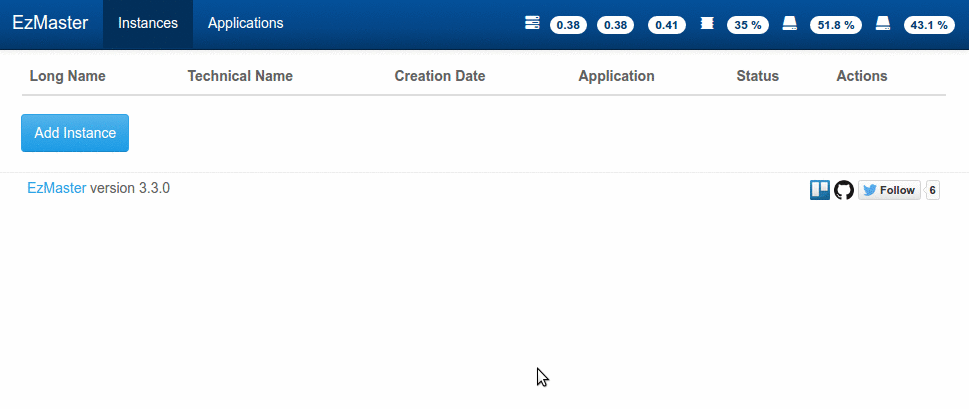 EzMaster Instances Applications 0.38 0.38 0.41 35 % 51.8 % 43.1 %
Long Name Technical Name Creation Date Application Status Actions
Add Instance
EzMaster version 3.3.0 Follow 6